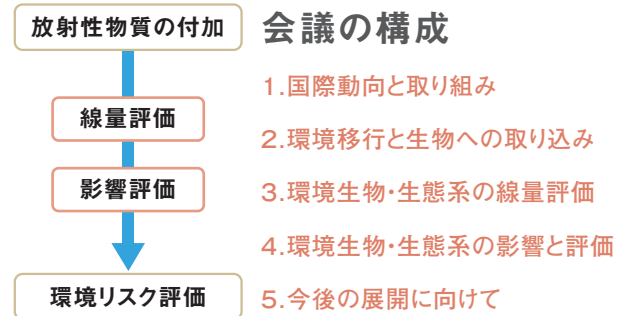 放射性物質の付加
線量評価
影響評価
環境リスク評価
会議の構成
1.国際動向と取り組み
2.環境移行と生物への取り込み
3.環境生物・生態系の線量評価
4.環境生物・生態系の影響と評価
5.今後の展開に向けて